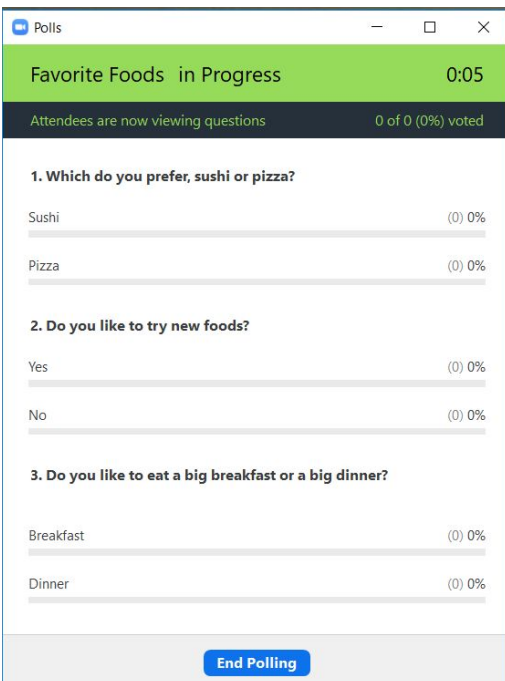 Polls
Favorite Foods in Progress 0:05
Attendees are now viewing questions 0 of 0 (0%) voted
1. Which do you prefer, sushi or pizza?
Sushi (0) 0%
Pizza (0) 0%
2. Do you like to try new foods?
Yes (0) 0%
No (0) 0%
3. Do you like to eat a big breakfast or a big dinner?
Breakfast (0) 0%
Dinner (0) 0%
End Polling